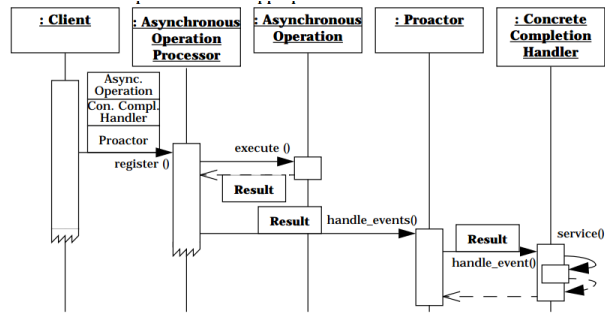 : Client
: Asynchronous
Operation
Processor
: Asynchronous
Operation
: Proactor
: Concrete
Completion
Handler
Async.
Operation
Con. Compl.
Handler
Proactor
register ()
execute ()
Result
Result
handle_events()
Result
handle_event()
service()